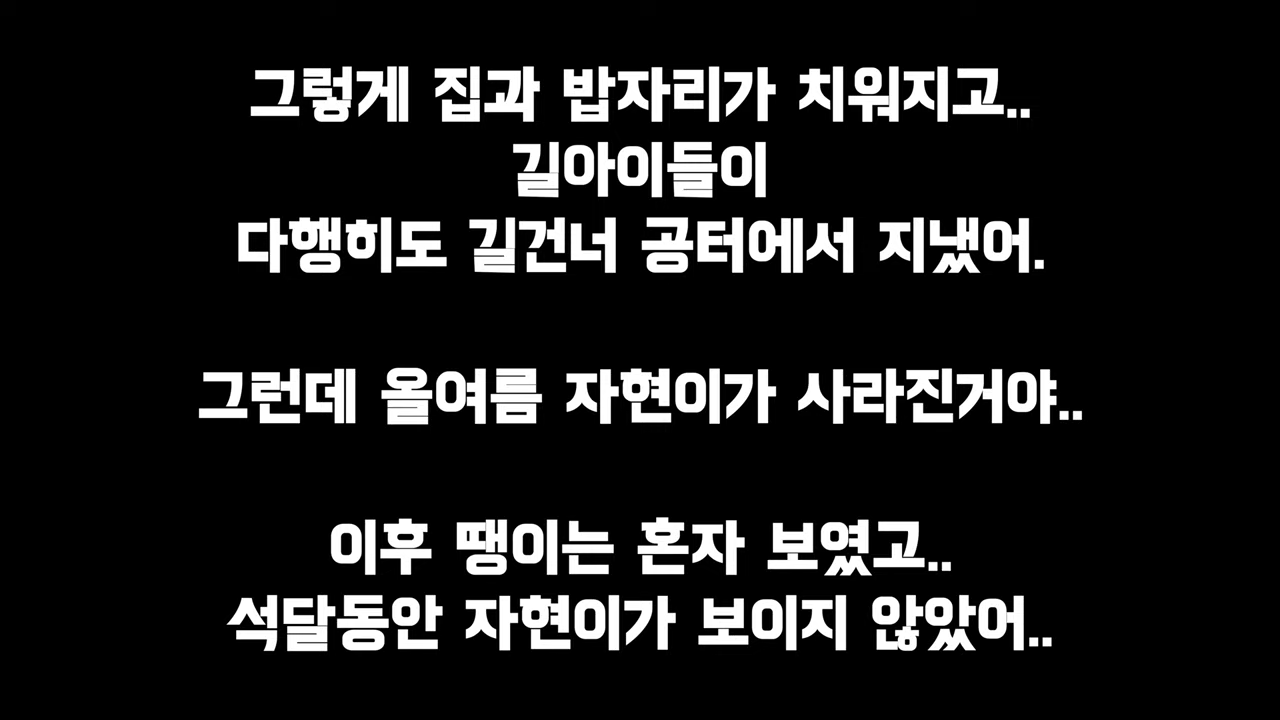 그렇게 집과 밥자리가 치워지고..
길아이들이
다행히도 길건너 공터에서 지냈어.
그런데 올여름 자현이가 사라진거야..
이후 땡이는 혼자 보였고..
석달동안 자현이가 보이지 않았어..